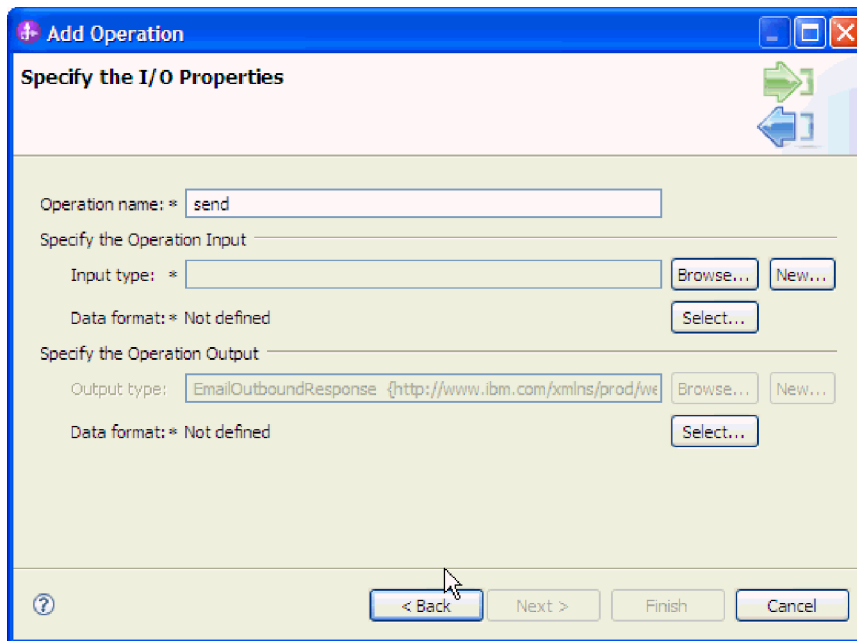 Add Operation
Specify the I/O Properties
Operation name: * send
Specify the Operation Input
Input type: * Browse... New...
Data format: * Not defined Select...
Specify the Operation Output
Output type: EmailOutboundResponse {http://www.ibm.com/xmlns/prod/we Browse... New...
Data format: * Not defined Select...
? < Back Next > Finish Cancel